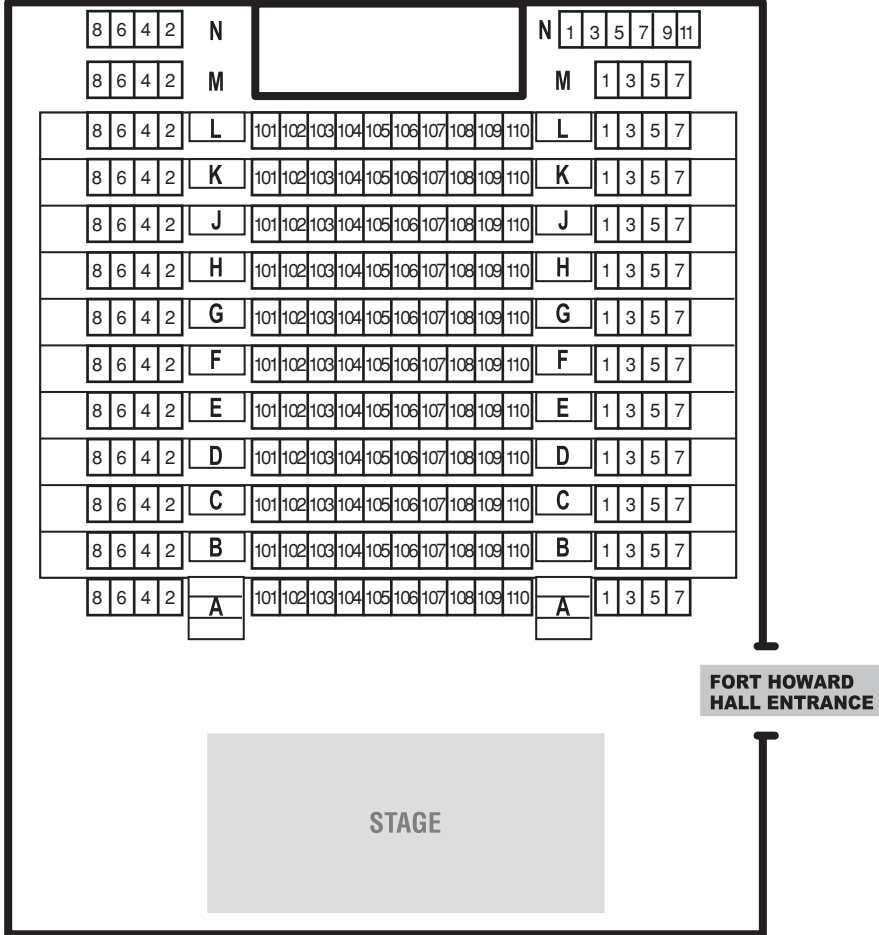 8 6 4 2 N N 1 3 5 7 9 11
8 6 4 2 M M 1 3 5 7
8 6 4 2 L 101 102 103 104 105 106 107 108 109 110 L 1 3 5 7
8 6 4 2 K 101 102 103 104 105 106 107 108 109 110 K 1 3 5 7
8 6 4 2 J 101 102 103 104 105 106 107 108 109 110 J 1 3 5 7
8 6 4 2 H 101 102 103 104 105 106 107 108 109 110 H 1 3 5 7
8 6 4 2 G 101 102 103 104 105 106 107 108 109 110 G 1 3 5 7
8 6 4 2 F 101 102 103 104 105 106 107 108 109 110 F 1 3 5 7
8 6 4 2 E 101 102 103 104 105 106 107 108 109 110 E 1 3 5 7
8 6 4 2 D 101 102 103 104 105 106 107 108 109 110 D 1 3 5 7
8 6 4 2 C 101 102 103 104 105 106 107 108 109 110 C 1 3 5 7
8 6 4 2 B 101 102 103 104 105 106 107 108 109 110 B 1 3 5 7
8 6 4 2 A 101 102 103 104 105 106 107 108 109 110 A 1 3 5 7
FORT HOWARD
HALL ENTRANCE
STAGE